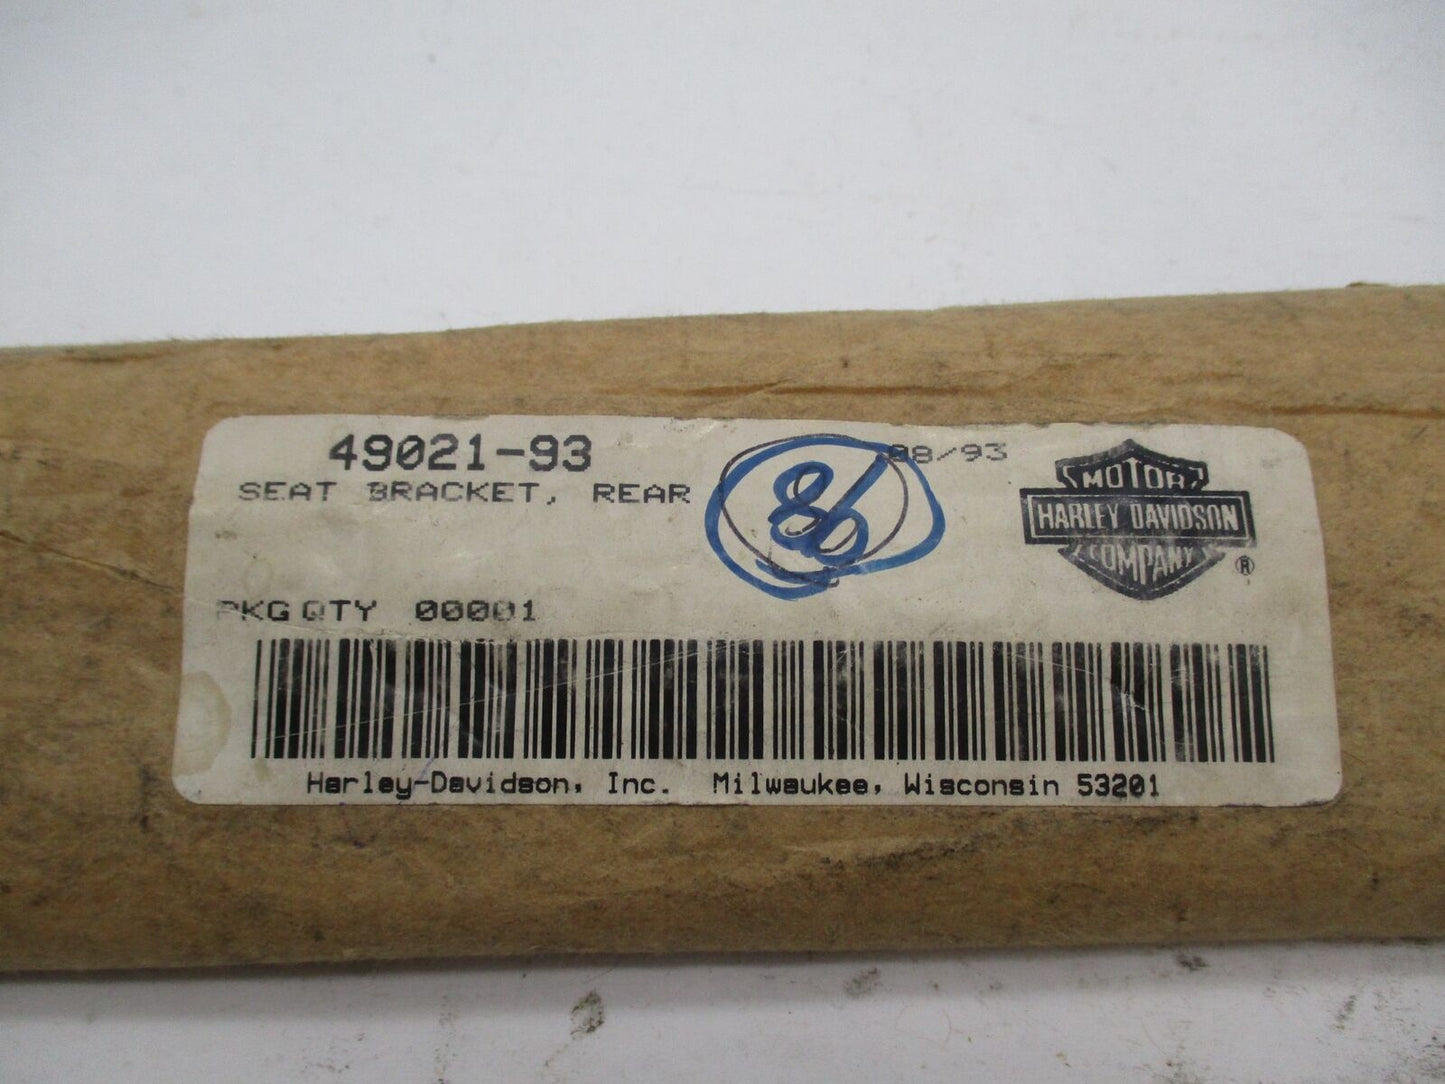 49021-93
08/93
SEAT BRACKET, REAR
86
MOTOR
HARLEY DAVIDSON
COMPANY
®
PKG QTY 00001
Harley-Davidson, Inc. Milwaukee, Wisconsin 53201